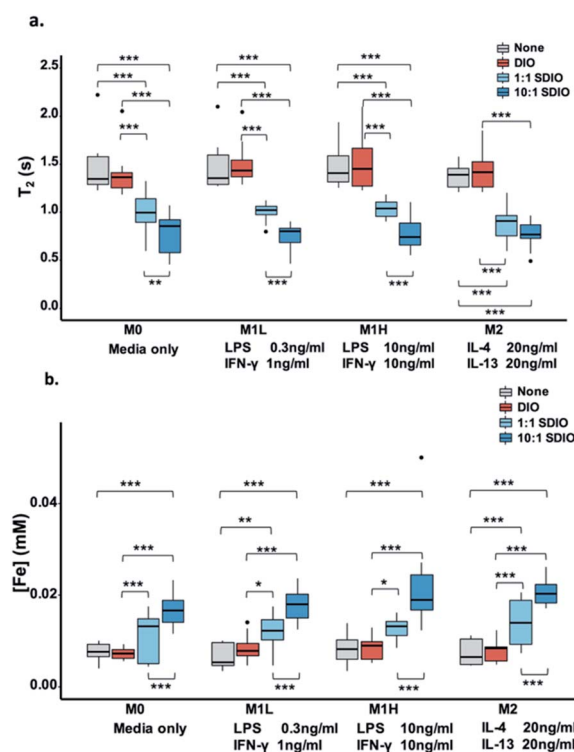 a.
None
DIO
1:1 SDIO
10:1 SDIO
T2 (s)
2.5
2.0
1.5
1.0
0.5
0.0
*** *** *** ***
*** *** ***
*** *** *** ***
*** *** ***
** *** *** ***
***
***
M0 M1L M1H M2
Media only LPS 0.3ng/ml LPS 10ng/ml IL-4 20ng/ml
IFN-γ 1ng/ml IFN-γ 10ng/ml IL-13 20ng/ml
b.
None
DIO
1:1 SDIO
10:1 SDIO
[Fe] (mM)
0.04
0.02
0.00
*** *** *** ***
** ***
*** *** *** ***
*** * * ***
*** *** *** ***
M0 M1L M1H M2
Media only LPS 0.3ng/ml LPS 10ng/ml IL-4 20ng/ml
IFN-γ 1ng/ml IFN-γ 10ng/ml IL-13 20ng/ml